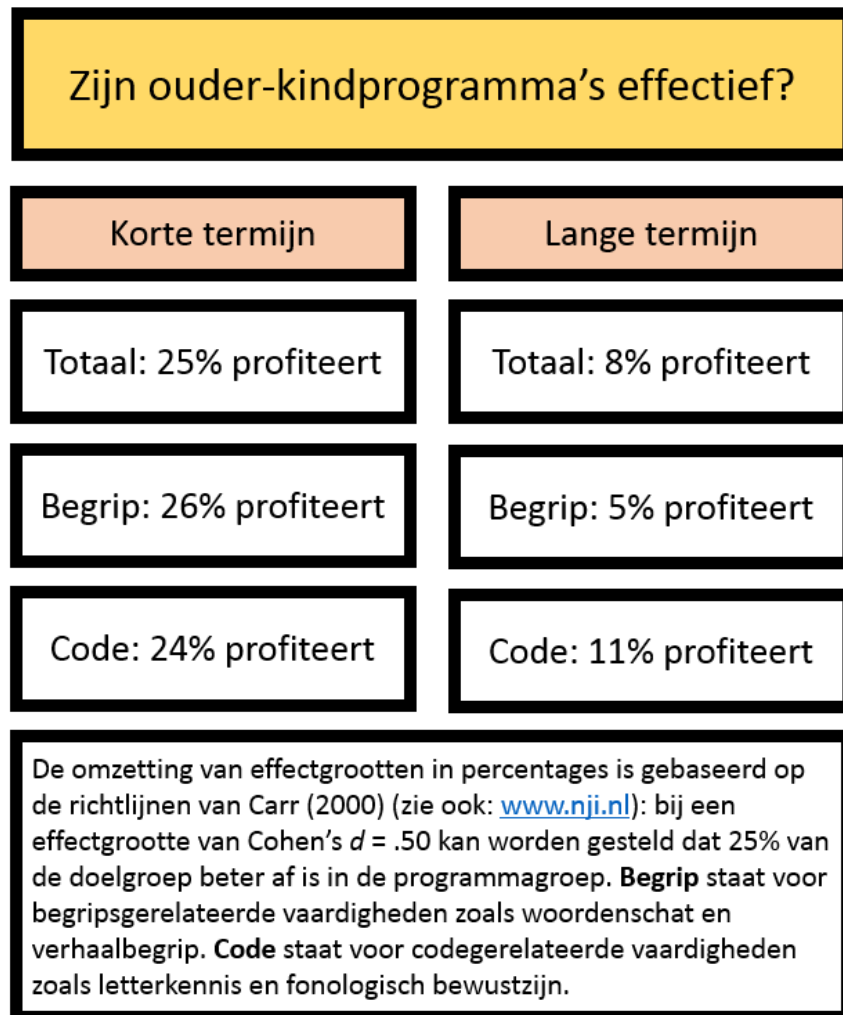 Zijn ouder-kindprogramma's effectief?
Korte termijn
Lange termijn
Totaal: 25% profiteert
Totaal: 8% profiteert
Begrip: 26% profiteert
Begrip: 5% profiteert
Code: 24% profiteert
Code: 11% profiteert
De omzetting van effectgrootten in percentages is gebaseerd op
de richtlijnen van Carr (2000) (zie ook: www.nji.nl): bij een
effectgrootte van Cohen's d = .50 kan worden gesteld dat 25% van
de doelgroep beter af is in de programmagroep. Begrip staat voor
begripsgerelateerde vaardigheden zoals woordenschat en
verhaalbegrip. Code staat voor codegerelateerde vaardigheden
zoals letterkennis en fonologisch bewustzijn.